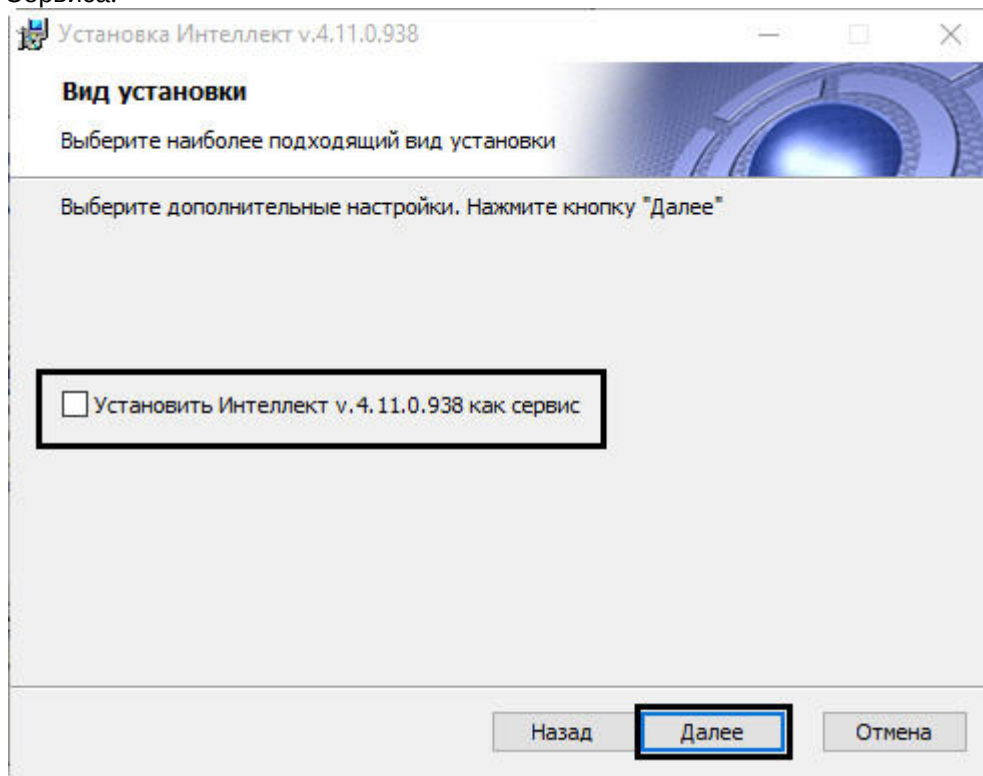 Сервиса.
Установка Интеллект v.4.11.0.938
Вид установки
Выберите наиболее подходящий вид установки
Выберите дополнительные настройки. Нажмите кнопку "Далее"
Установить Интеллект v.4.11.0.938 как сервис
Назад Далее Отмена